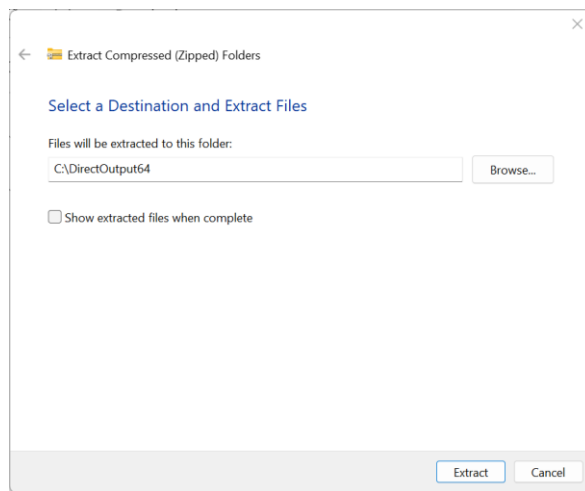 Extract Compressed (Zipped) Folders
Select a Destination and Extract Files
Files will be extracted to this folder:
C:\DirectOutput64
Browse...
Show extracted files when complete
Extract
Cancel